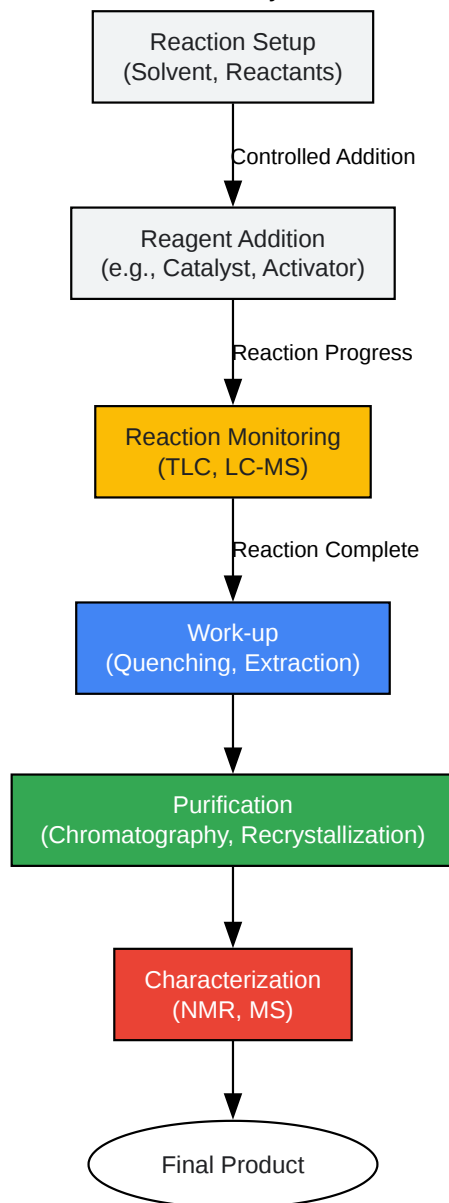 Reaction Setup
(Solvent, Reactants)
Controlled Addition
Reagent Addition
(e.g., Catalyst, Activator)
Reaction Progress
Reaction Monitoring
(TLC, LC-MS)
Reaction Complete
Work-up
(Quenching, Extraction)
Purification
(Chromatography, Recrystallization)
Characterization
(NMR, MS)
Final Product